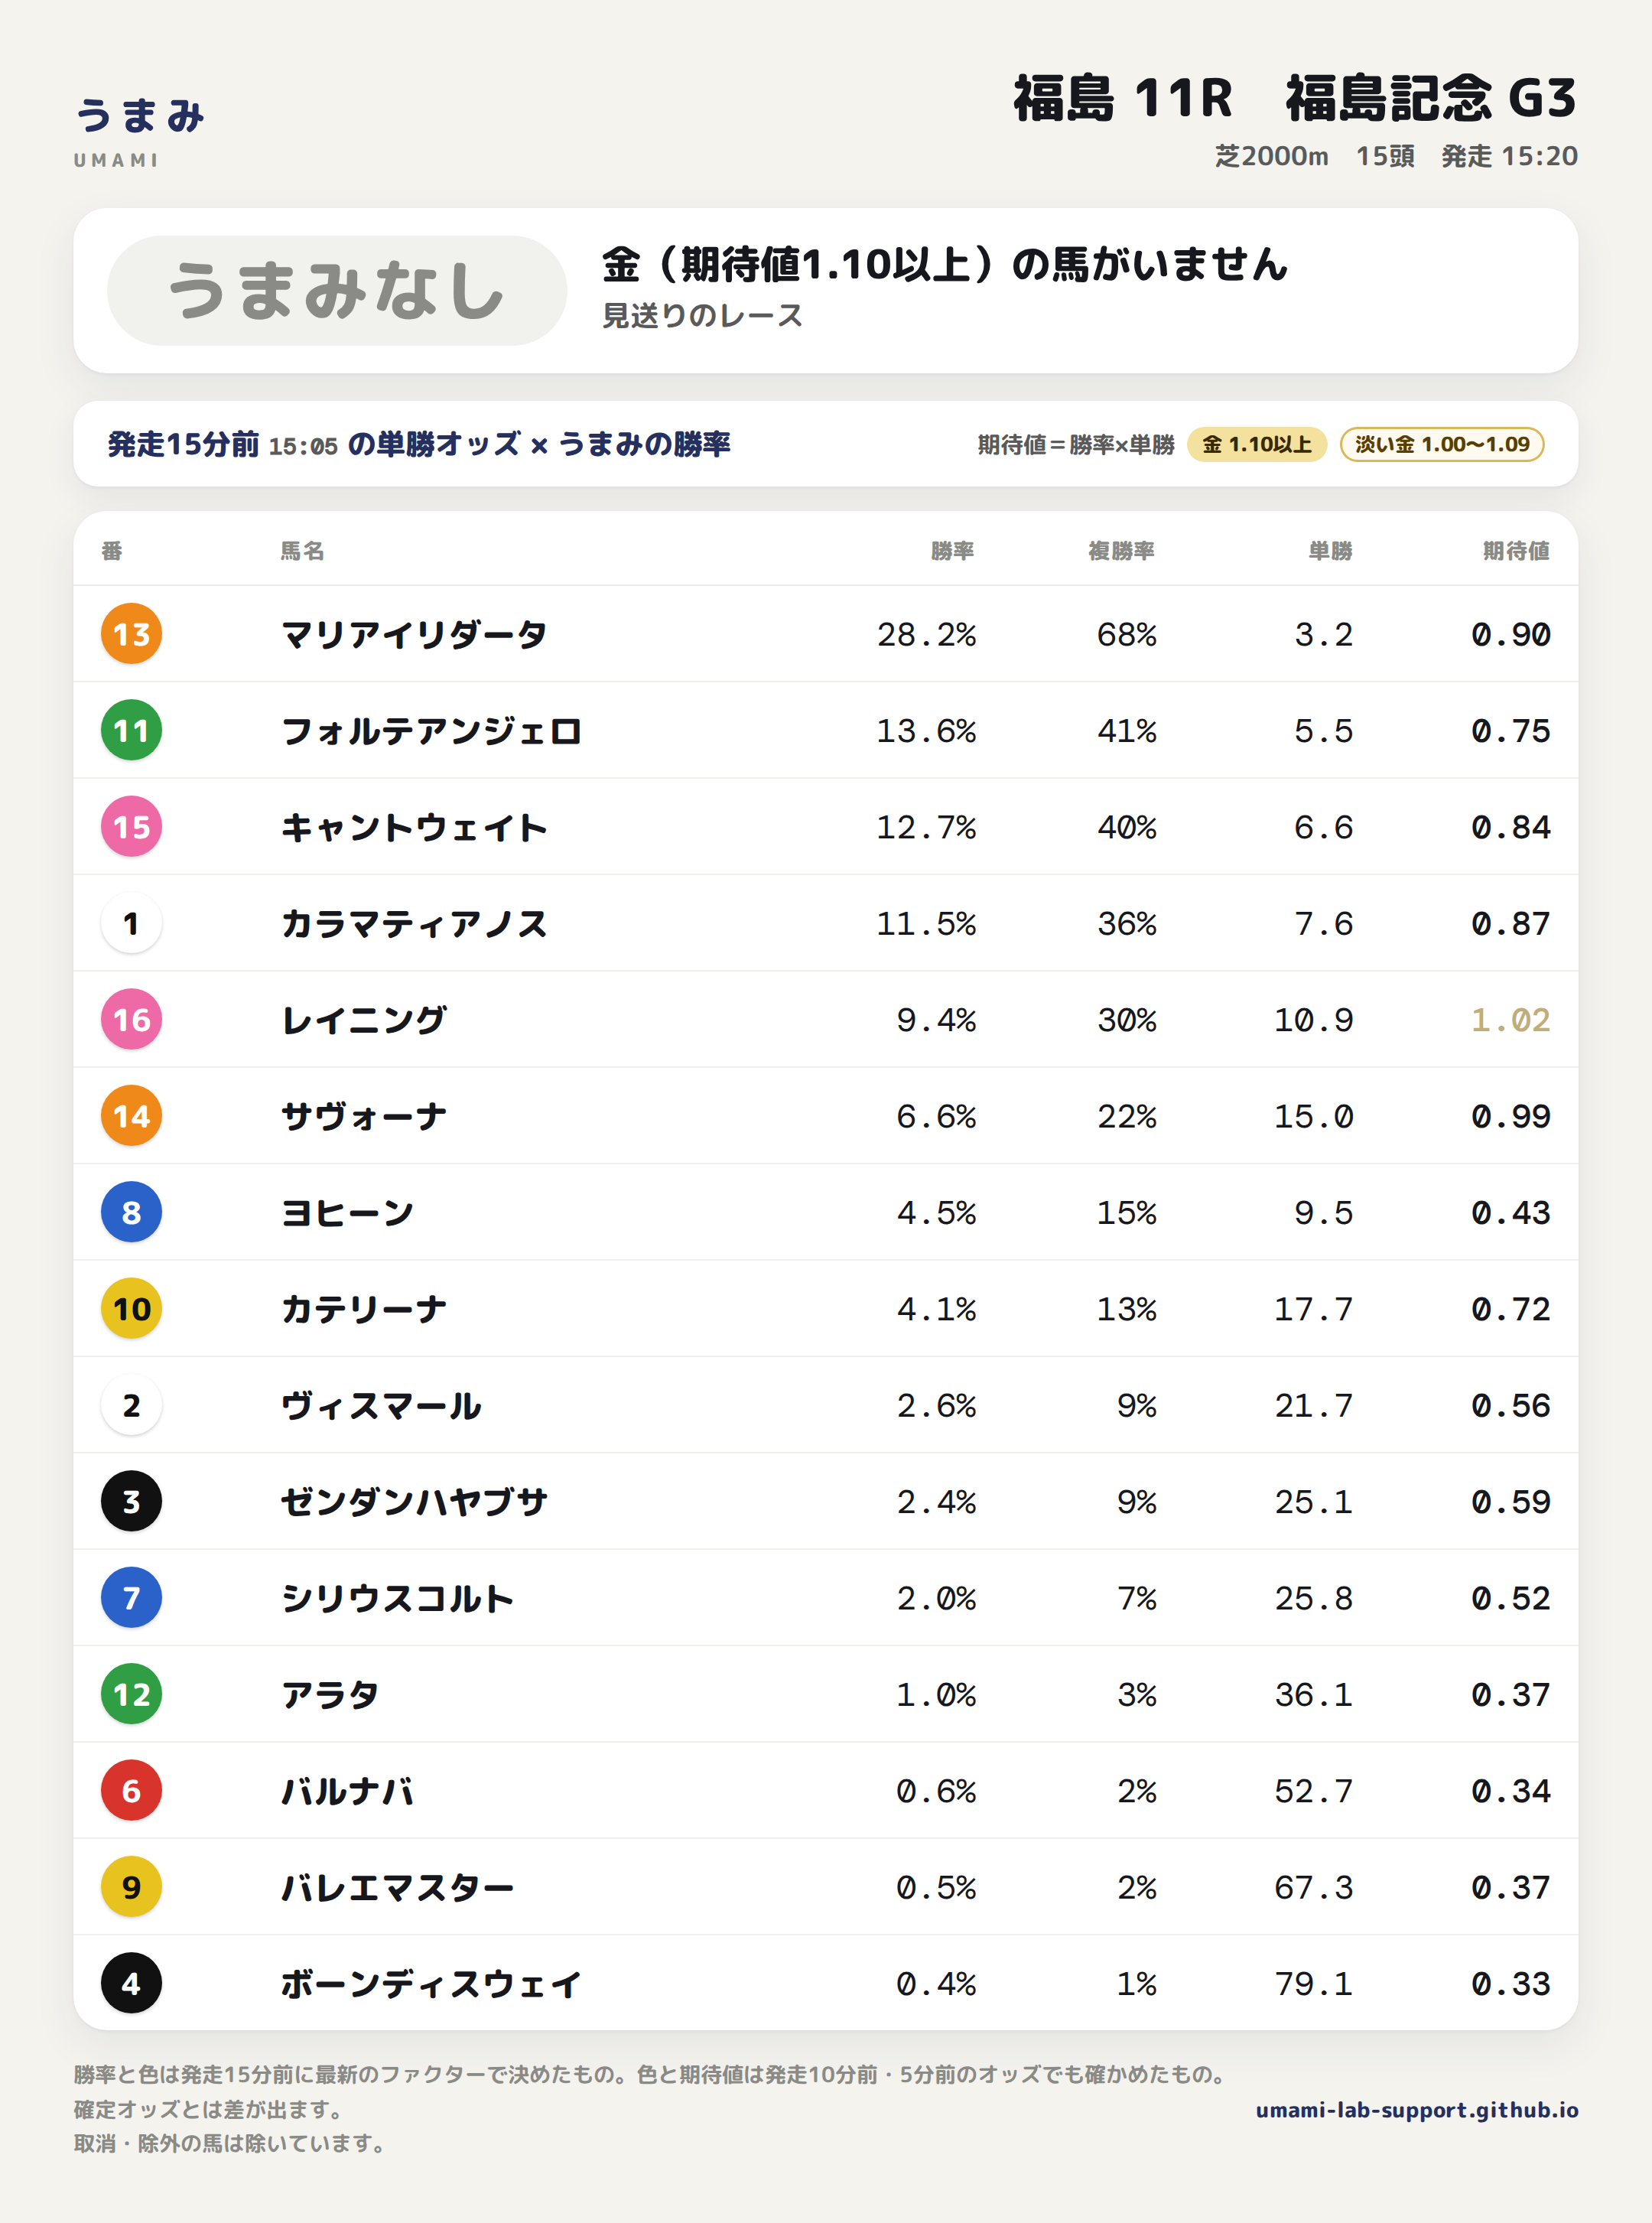 うまみ
UMAMI
福島 11R　福島記念 G3
芝2000m　15頭　発走 15:20
うまみなし
金（期待値1.10以上）の馬がいません
見送りのレース
発走15分前 15:05 の単勝オッズ × うまみの勝率
期待値＝勝率×単勝 金 1.10以上 淡い金 1.00〜1.09
番 馬名 勝率 複勝率 単勝 期待値
13 マリアイリダータ 28.2% 68% 3.2 0.90
11 フォルテアンジェロ 13.6% 41% 5.5 0.75
15 キャントウェイト 12.7% 40% 6.6 0.84
1 カラマティアノス 11.5% 36% 7.6 0.87
16 レイニング 9.4% 30% 10.9 1.02
14 サヴォーナ 6.6% 22% 15.0 0.99
8 ヨヒーン 4.5% 15% 9.5 0.43
10 カテリーナ 4.1% 13% 17.7 0.72
2 ヴィスマール 2.6% 9% 21.7 0.56
3 ゼンダンハヤブサ 2.4% 9% 25.1 0.59
7 シリウスコルト 2.0% 7% 25.8 0.52
12 アラタ 1.0% 3% 36.1 0.37
6 バルナバ 0.6% 2% 52.7 0.34
9 バレエマスター 0.5% 2% 67.3 0.37
4 ボーンディスウェイ 0.4% 1% 79.1 0.33
勝率と色は発走15分前に最新のファクターで決めたもの。色と期待値は発走10分前・5分前のオッズでも確かめたもの。
確定オッズとは差が出ます。
取消・除外の馬は除いています。
umami-lab-support.github.io